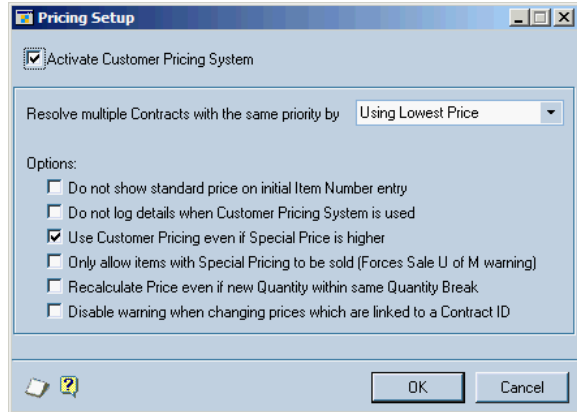 Pricing Setup
Activate Customer Pricing System
Resolve multiple Contracts with the same priority by Using Lowest Price
Options:
Do not show standard price on initial Item Number entry
Do not log details when Customer Pricing System is used
Use Customer Pricing even if Special Price is higher
Only allow items with Special Pricing to be sold (Forces Sale U of M warning)
Recalculate Price even if new Quantity within same Quantity Break
Disable warning when changing prices which are linked to a Contract ID
OK Cancel